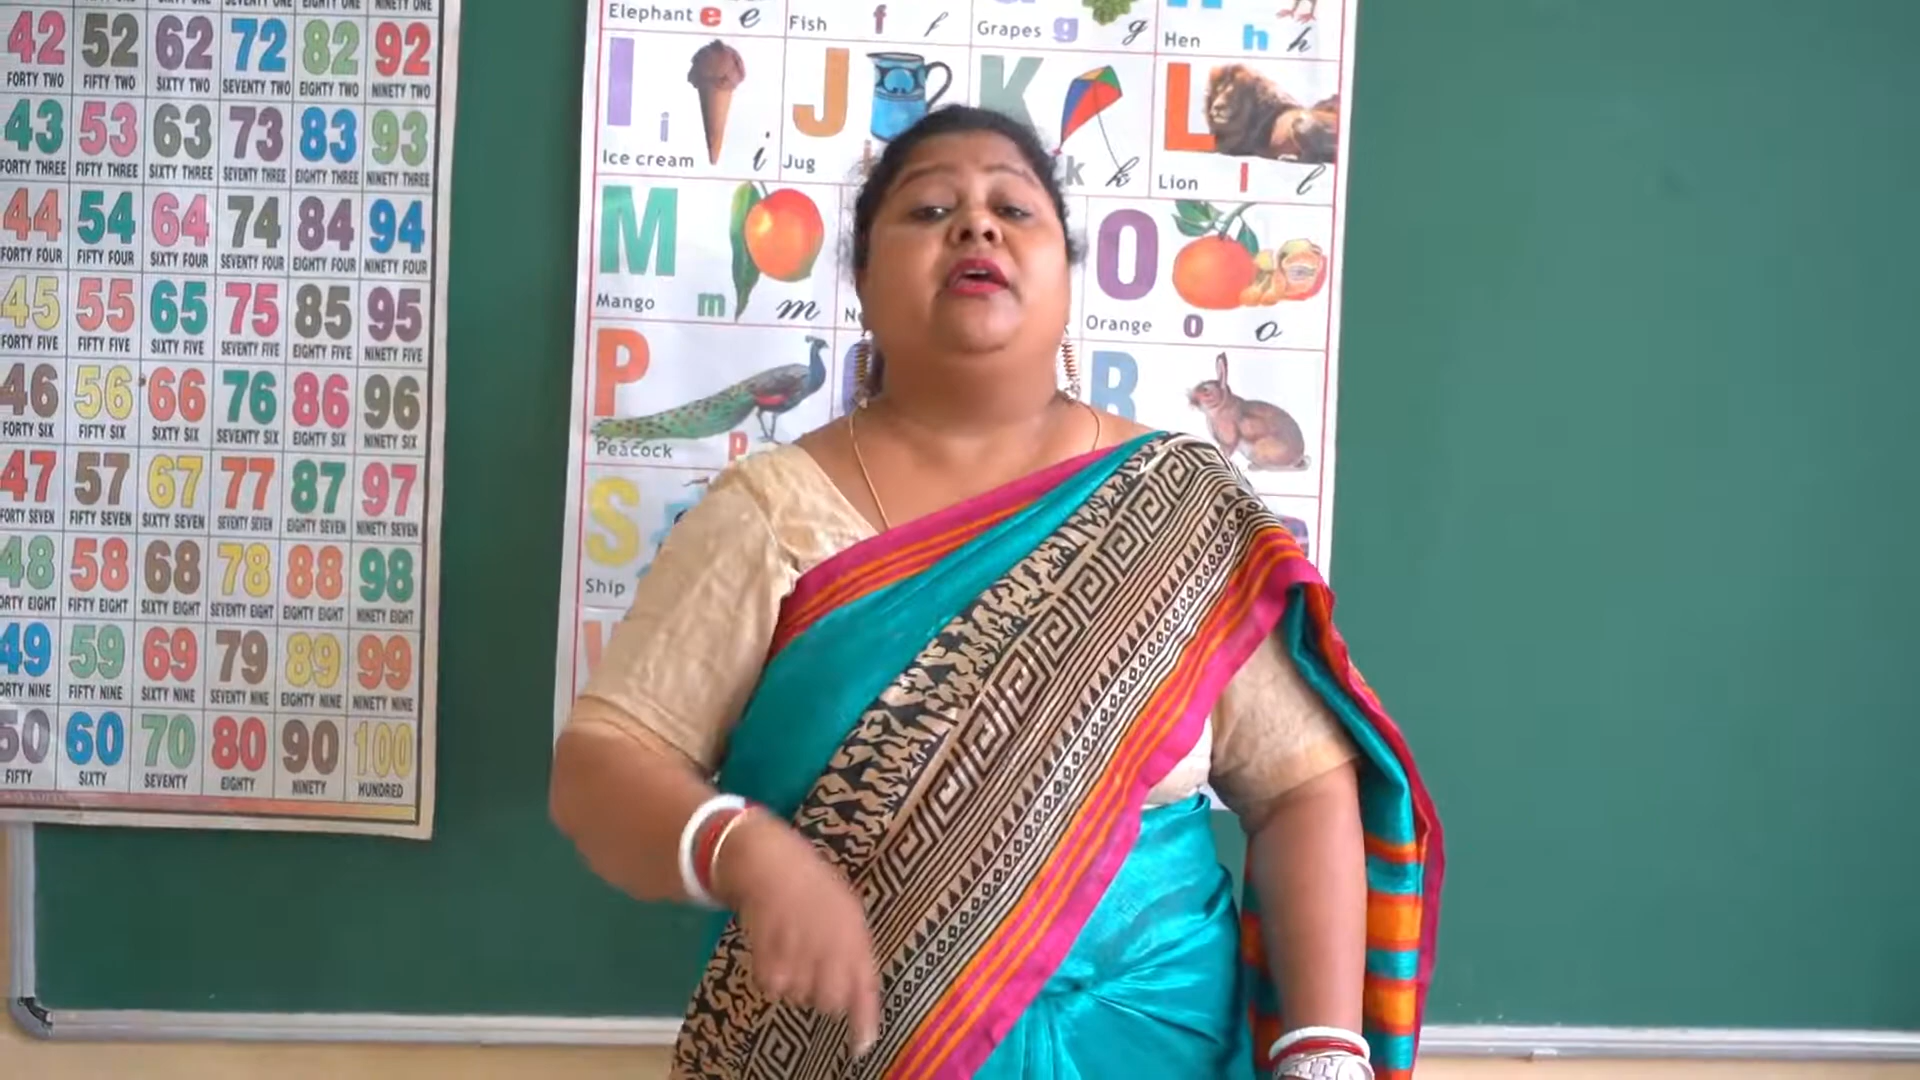 42 52 62 72 82 92
FORTY TWO FIFTY TWO SIXTY TWO SEVENTY TWO EIGHTY TWO NINETY TWO
43 53 63 73 83 93
FORTY THREE FIFTY THREE SIXTY THREE SEVENTY THREE EIGHTY THREE NINETY THREE
44 54 64 74 84 94
FORTY FOUR FIFTY FOUR SIXTY FOUR SEVENTY FOUR EIGHTY FOUR NINETY FOUR
45 55 65 75 85 95
FORTY FIVE FIFTY FIVE SIXTY FIVE SEVENTY FIVE EIGHTY FIVE NINETY FIVE
46 56 66 76 86 96
FORTY SIX FIFTY SIX SIXTY SIX SEVENTY SIX EIGHTY SIX NINETY SIX
47 57 67 77 87 97
FORTY SEVEN FIFTY SEVEN SIXTY SEVEN SEVENTY SEVEN EIGHTY SEVEN NINETY SEVEN
48 58 68 78 88 98
FORTY EIGHT FIFTY EIGHT SIXTY EIGHT SEVENTY EIGHT EIGHTY EIGHT NINETY EIGHT
49 59 69 79 89 99
FORTY NINE FIFTY NINE SIXTY NINE SEVENTY NINE EIGHTY NINE NINETY NINE
50 60 70 80 90 100
FIFTY SIXTY SEVENTY EIGHTY NINETY HUNDRED
Elephant e e Fish f f Grapes g g Hen h h
I J K L
Ice cream i i Jug k k Lion l l
M O
Mango m m Orange o o
P R
Peacock p
S
Ship